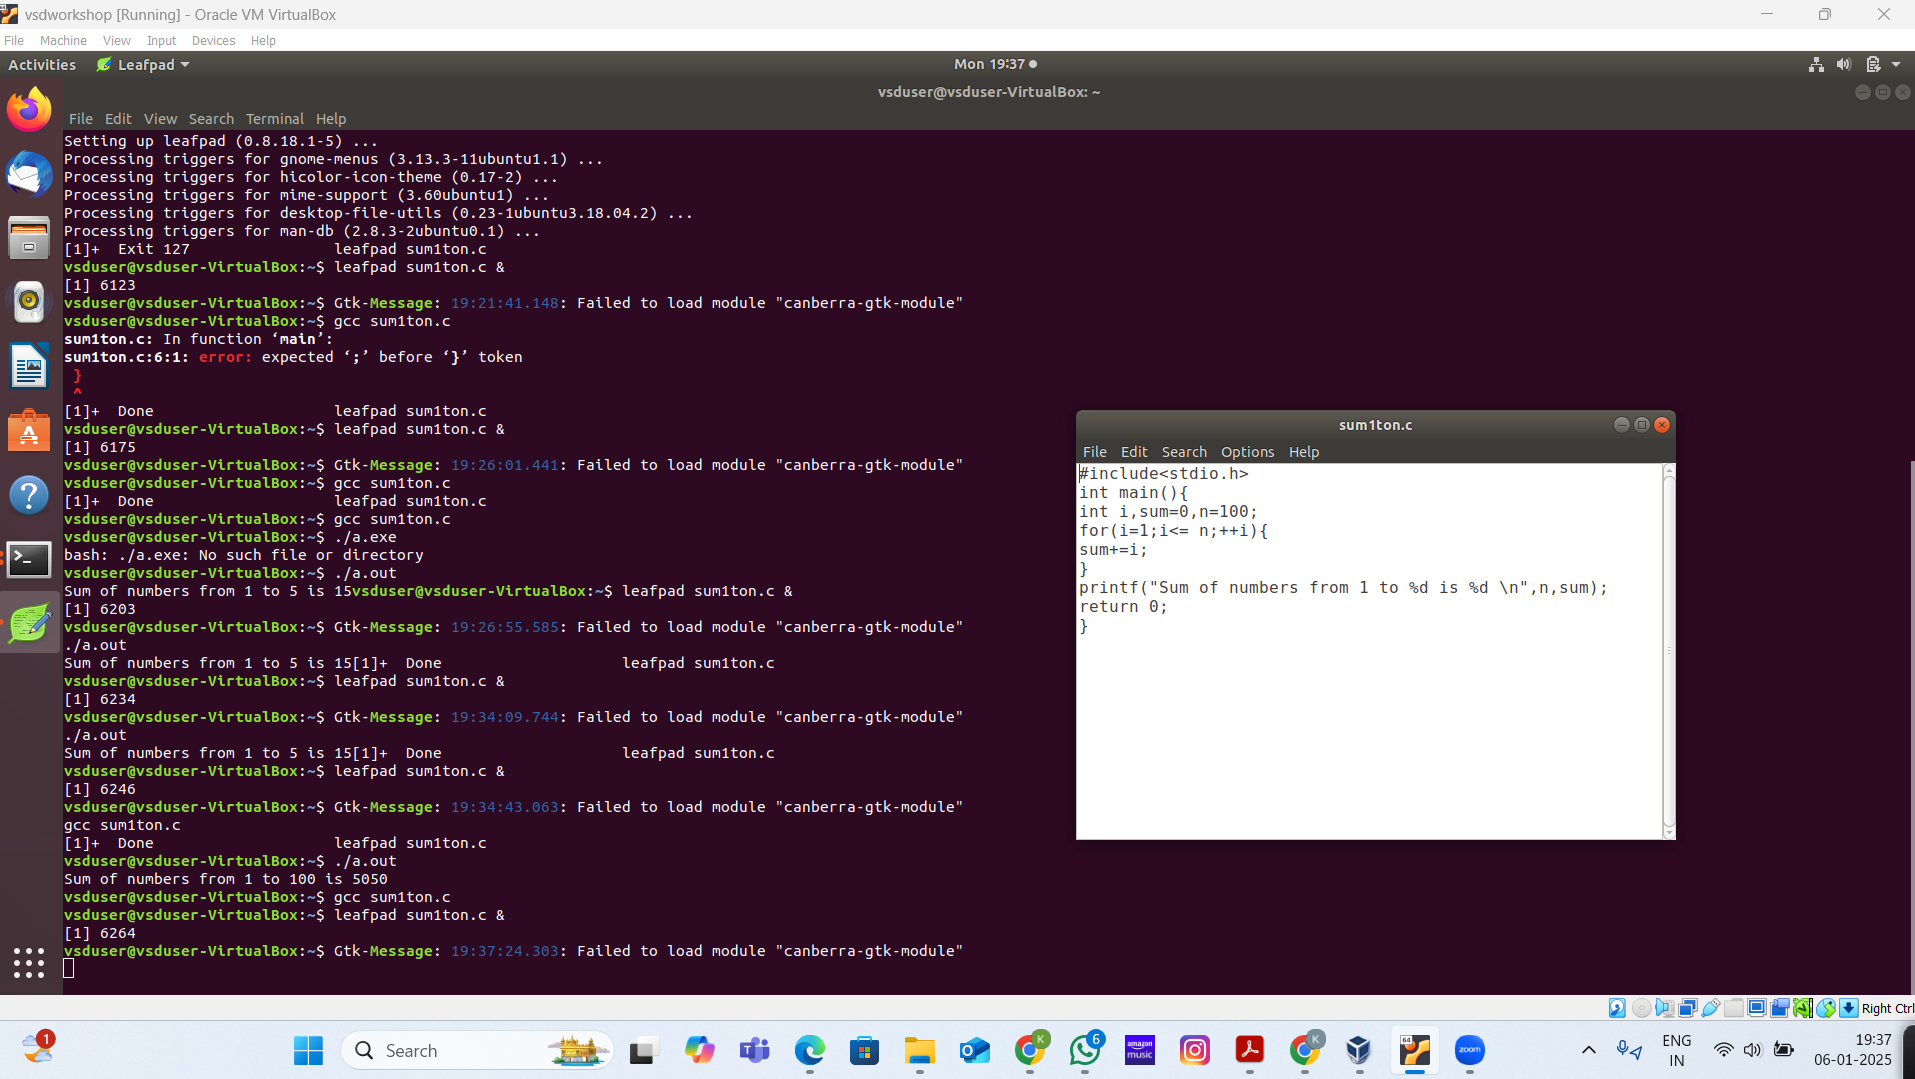 vsdworkshop [Running] - Oracle VM VirtualBox
File Machine View Input Devices Help
Activities Leafpad Mon 19:37
vsduser@vsduser-VirtualBox: ~
File Edit View Search Terminal Help
Setting up leafpad (0.8.18.1-5) ...
Processing triggers for gnome-menus (3.13.3-11ubuntu1.1) ...
Processing triggers for hicolor-icon-theme (0.17-2) ...
Processing triggers for mime-support (3.60ubuntu1) ...
Processing triggers for desktop-file-utils (0.23-1ubuntu3.18.04.2) ...
Processing triggers for man-db (2.8.3-2ubuntu0.1) ...
[1]+  Exit 127                leafpad sum1ton.c
vsduser@vsduser-VirtualBox:~$ leafpad sum1ton.c &
[1] 6123
vsduser@vsduser-VirtualBox:~$ Gtk-Message: 19:21:41.148: Failed to load module "canberra-gtk-module"
vsduser@vsduser-VirtualBox:~$ gcc sum1ton.c
sum1ton.c: In function ‘main’:
sum1ton.c:6:1: error: expected ‘;’ before ‘}’ token
 }
 ^
[1]+  Done                    leafpad sum1ton.c
vsduser@vsduser-VirtualBox:~$ leafpad sum1ton.c &
[1] 6175
vsduser@vsduser-VirtualBox:~$ Gtk-Message: 19:26:01.441: Failed to load module "canberra-gtk-module"
vsduser@vsduser-VirtualBox:~$ gcc sum1ton.c
[1]+  Done                    leafpad sum1ton.c
vsduser@vsduser-VirtualBox:~$ gcc sum1ton.c
vsduser@vsduser-VirtualBox:~$ ./a.exe
bash: ./a.exe: No such file or directory
vsduser@vsduser-VirtualBox:~$ ./a.out
Sum of numbers from 1 to 5 is 15vsduser@vsduser-VirtualBox:~$ leafpad sum1ton.c &
[1] 6203
vsduser@vsduser-VirtualBox:~$ Gtk-Message: 19:26:55.585: Failed to load module "canberra-gtk-module"
./a.out
Sum of numbers from 1 to 5 is 15[1]+  Done                    leafpad sum1ton.c
vsduser@vsduser-VirtualBox:~$ leafpad sum1ton.c &
[1] 6234
vsduser@vsduser-VirtualBox:~$ Gtk-Message: 19:34:09.744: Failed to load module "canberra-gtk-module"
./a.out
Sum of numbers from 1 to 5 is 15[1]+  Done                    leafpad sum1ton.c
vsduser@vsduser-VirtualBox:~$ leafpad sum1ton.c &
[1] 6246
vsduser@vsduser-VirtualBox:~$ Gtk-Message: 19:34:43.063: Failed to load module "canberra-gtk-module"
gcc sum1ton.c
[1]+  Done                    leafpad sum1ton.c
vsduser@vsduser-VirtualBox:~$ ./a.out
Sum of numbers from 1 to 100 is 5050
vsduser@vsduser-VirtualBox:~$ gcc sum1ton.c
vsduser@vsduser-VirtualBox:~$ leafpad sum1ton.c &
[1] 6264
vsduser@vsduser-VirtualBox:~$ Gtk-Message: 19:37:24.303: Failed to load module "canberra-gtk-module"
sum1ton.c
File Edit Search Options Help
#include<stdio.h>
int main(){
int i,sum=0,n=100;
for(i=1;i<= n;++i){
sum+=i;
}
printf("Sum of numbers from 1 to %d is %d \n",n,sum);
return 0;
}
Right Ctrl
1
Search
amazon music
K
6
K
64
zoom
ENG
IN
19:37
06-01-2025